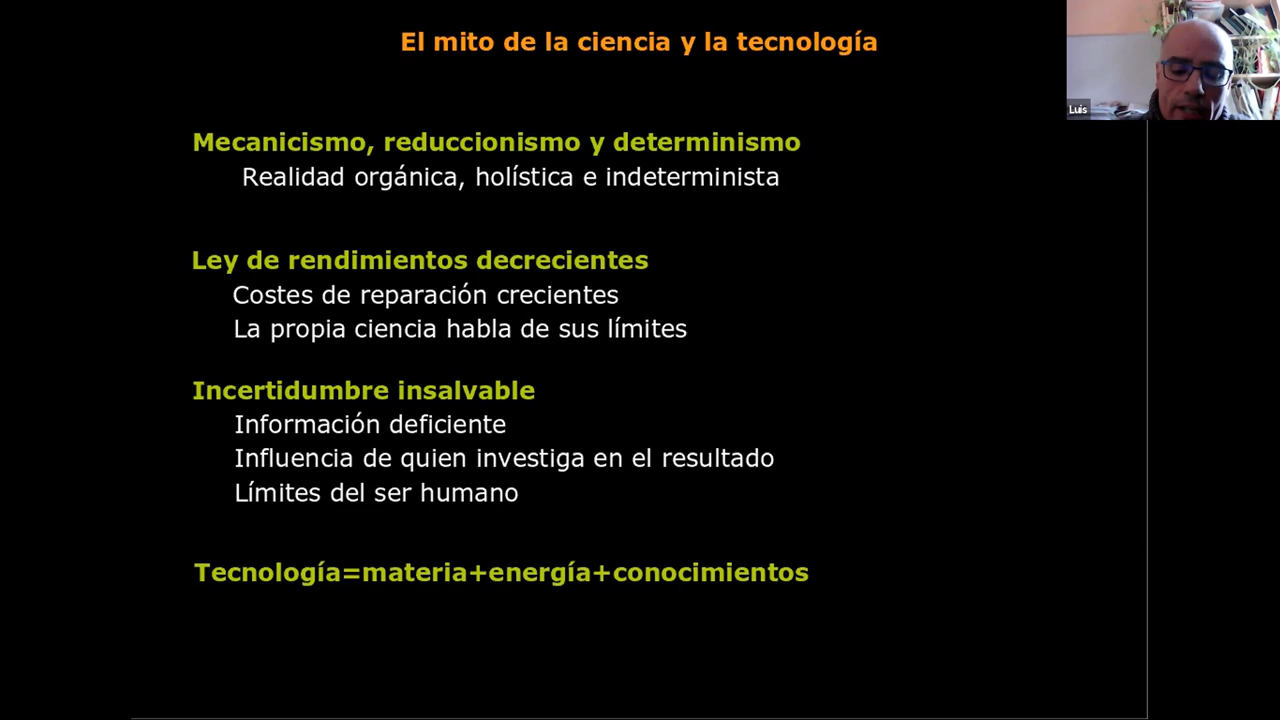 El mito de la ciencia y la tecnología
Luis
Mecanicismo, reduccionismo y determinismo
Realidad orgánica, holística e indeterminista
Ley de rendimientos decrecientes
Costes de reparación crecientes
La propia ciencia habla de sus límites
Incertidumbre insalvable
Información deficiente
Influencia de quien investiga en el resultado
Límites del ser humano
Tecnología=materia+energía+conocimientos